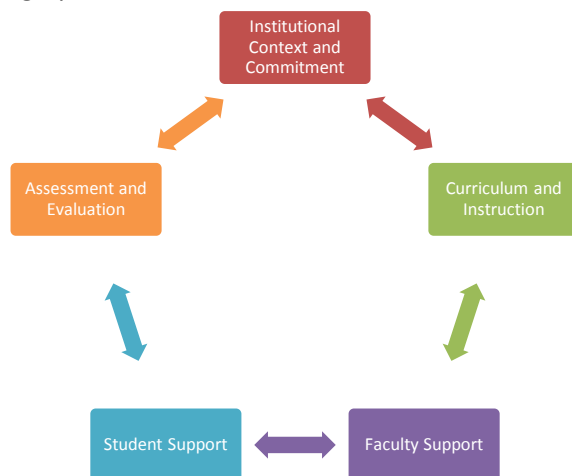 Institutional
Context and
Commitment
Assessment and
Evaluation
Curriculum and
Instruction
Student Support
Faculty Support